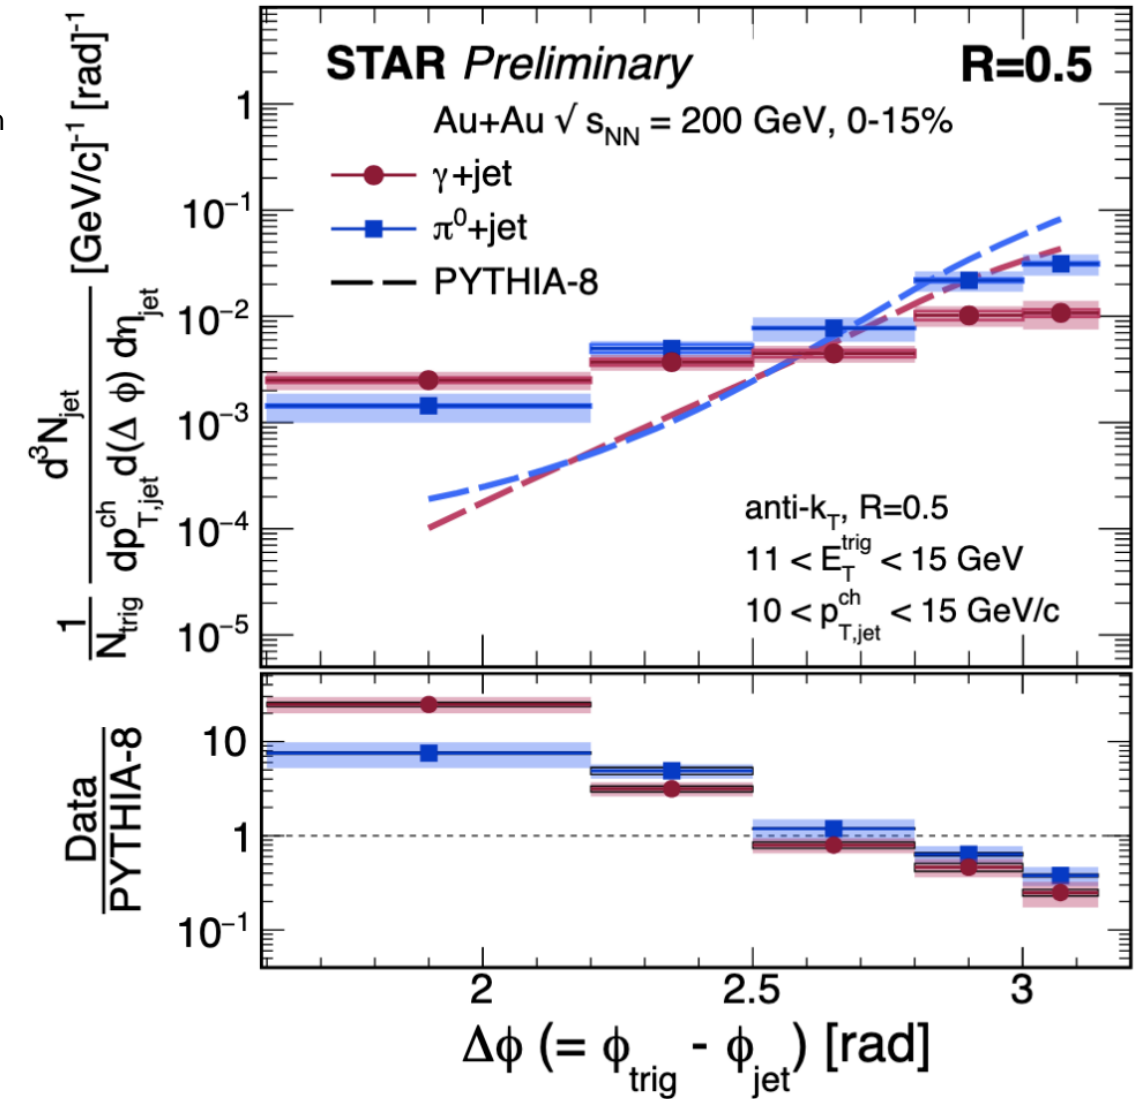 n
STAR Preliminary R=0.5
Au+Au √ s_NN = 200 GeV, 0-15%
γ+jet
π⁰+jet
PYTHIA-8
anti-k_T, R=0.5
11 < E_T^trig < 15 GeV
10 < p_T,jet^ch < 15 GeV/c
1/N_trig d³N_jet/dp_T,jet^ch d(Δ φ) dη_jet [GeV/c]⁻¹ [rad]⁻¹
1
10⁻¹
10⁻²
10⁻³
10⁻⁴
10⁻⁵
Data
PYTHIA-8
10
1
10⁻¹
2 2.5 3
Δφ (= φ_trig - φ_jet) [rad]